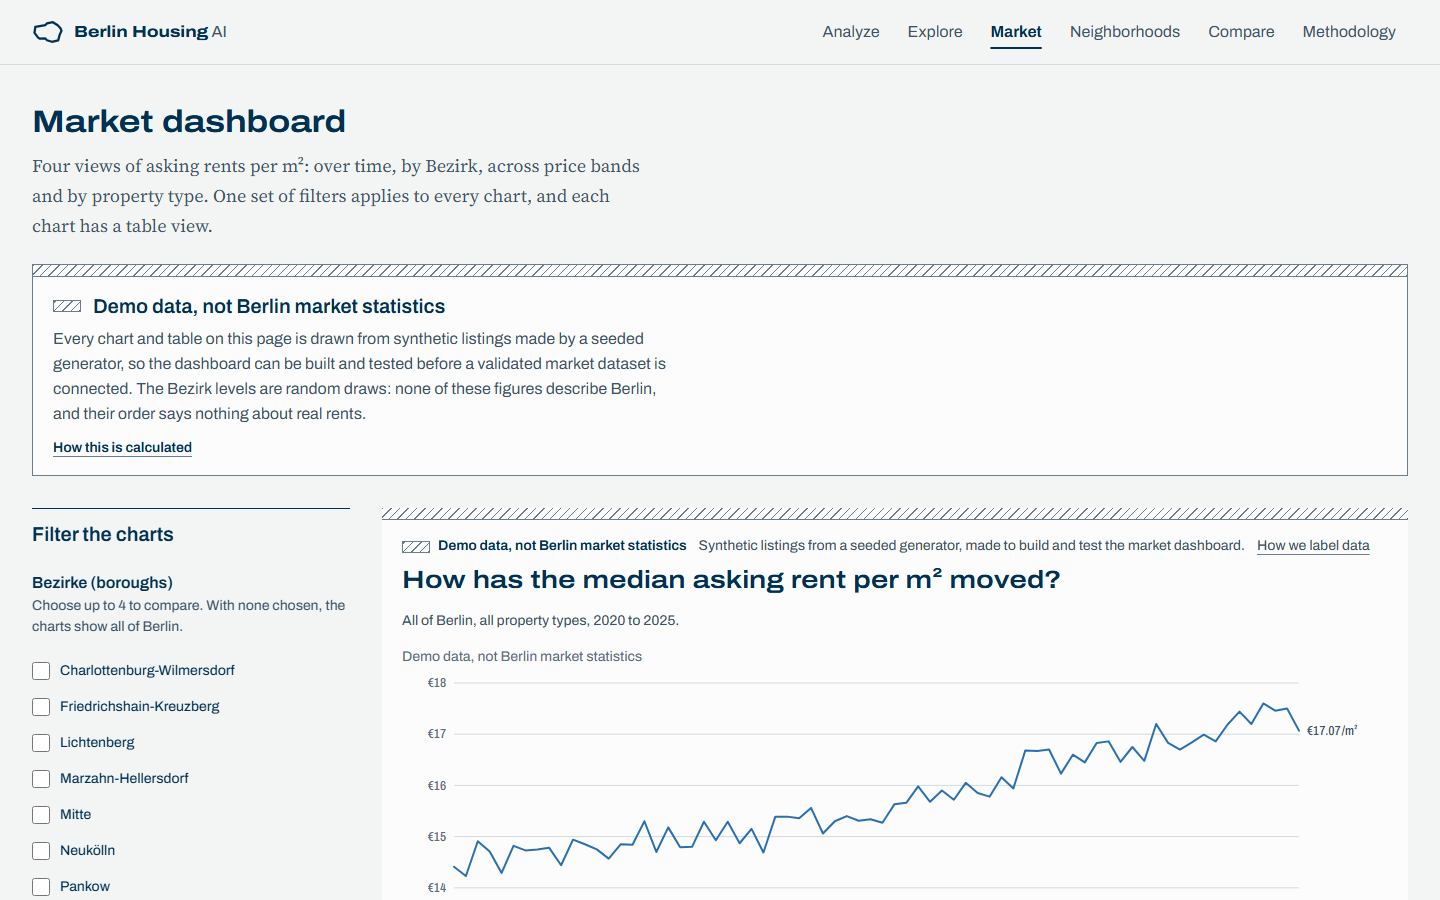 Berlin Housing AI
Analyze
Explore
Market
Neighborhoods
Compare
Methodology
Market dashboard
Four views of asking rents per m²: over time, by Bezirk, across price bands
and by property type. One set of filters applies to every chart, and each
chart has a table view.
Demo data, not Berlin market statistics
Every chart and table on this page is drawn from synthetic listings made by a seeded
generator, so the dashboard can be built and tested before a validated market dataset is
connected. The Bezirk levels are random draws: none of these figures describe Berlin,
and their order says nothing about real rents.
How this is calculated
Filter the charts
Bezirke (boroughs)
Choose up to 4 to compare. With none chosen, the
charts show all of Berlin.
Charlottenburg-Wilmersdorf
Friedrichshain-Kreuzberg
Lichtenberg
Marzahn-Hellersdorf
Mitte
Neukölln
Pankow
Demo data, not Berlin market statistics Synthetic listings from a seeded generator, made to build and test the market dashboard. How we label data
How has the median asking rent per m² moved?
All of Berlin, all property types, 2020 to 2025.
Demo data, not Berlin market statistics
€18
€17
€17.07/m²
€16
€15
€14